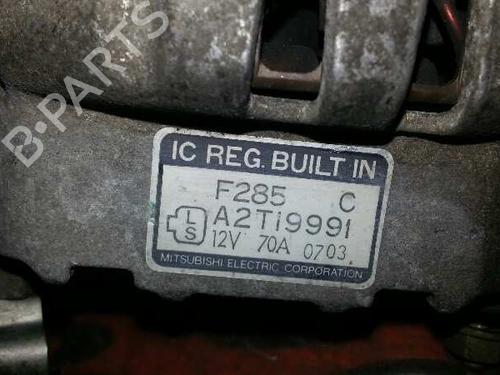 B-PARTS
IC REG. BUILT IN
F285 C
L A2Ti9991
S 12V 70A 0703
MITSUBISHI ELECTRIC CORPORATION